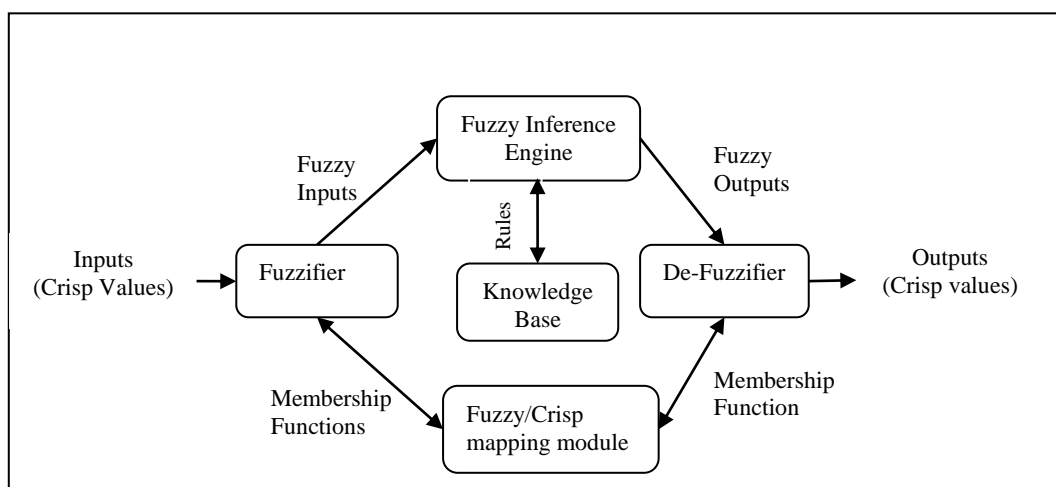 Fuzzy Inference
Engine
Fuzzy
Inputs
Fuzzy
Outputs
Rules
Inputs
(Crisp Values)
Fuzzifier
Knowledge
Base
De-Fuzzifier
Outputs
(Crisp values)
Membership
Functions
Fuzzy/Crisp
mapping module
Membership
Function